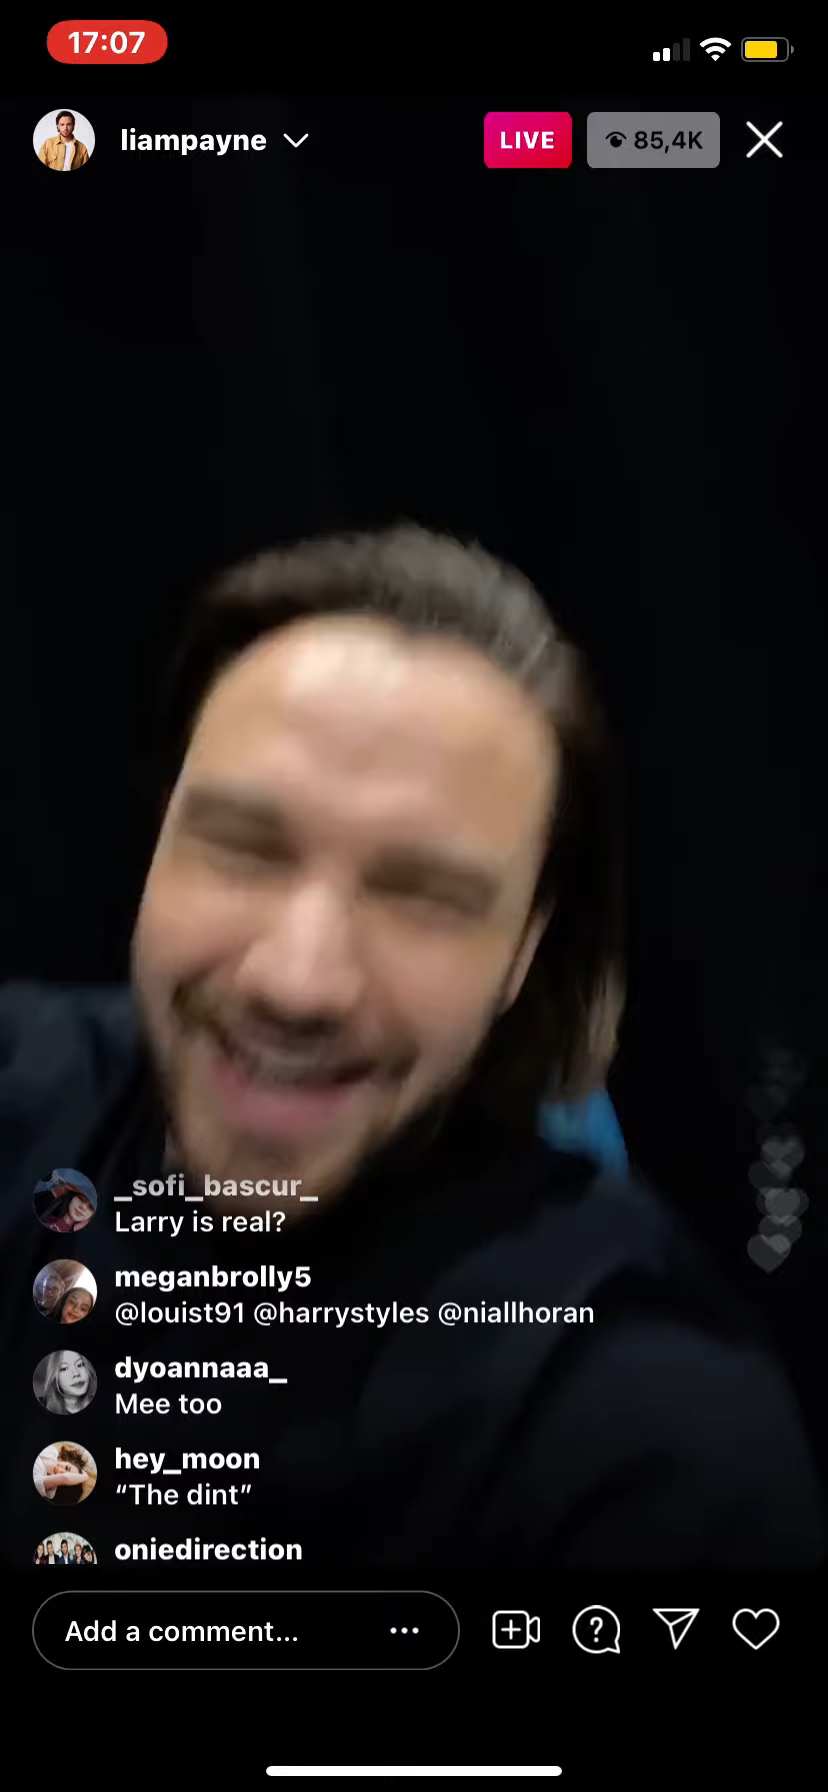 17:07
liampayne
LIVE
85,4K
_sofi_bascur_
Larry is real?
meganbrolly5
@louist91 @harrystyles @niallhoran
dyoannaaa_
Mee too
hey_moon
“The dint”
oniedirection
Add a comment...